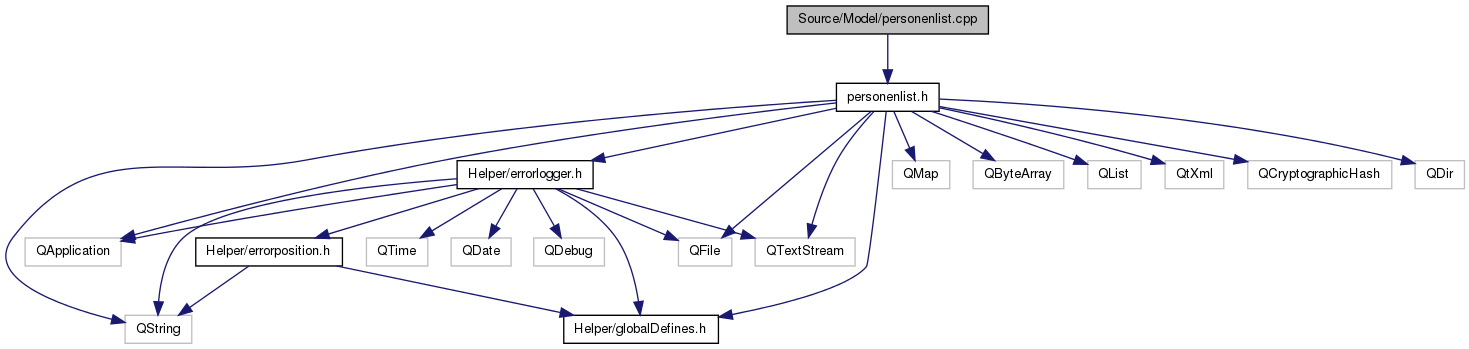 Source/Model/personenlist.cpp
personenlist.h
Helper/errorlogger.h
QMap
QByteArray
QList
QtXml
QCryptographicHash
QDir
QApplication
Helper/errorposition.h
QTime
QDate
QDebug
QFile
QTextStream
QString
Helper/globalDefines.h